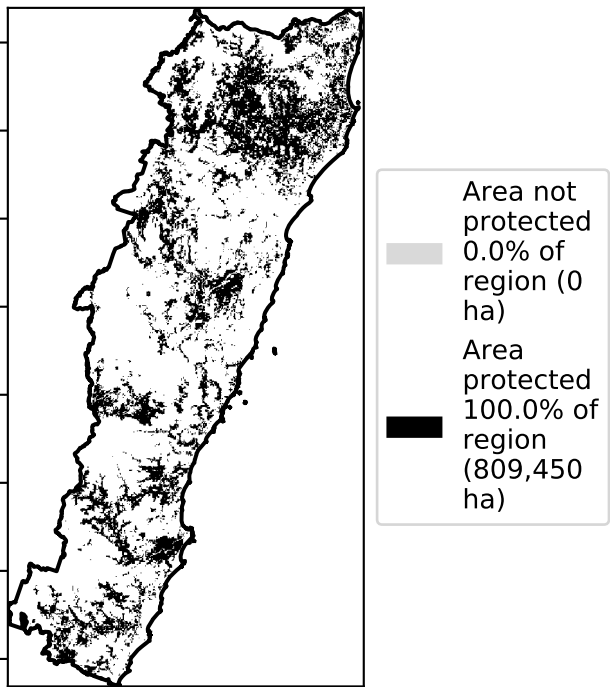 Area not
protected
0.0% of
region (0
ha)
Area
protected
100.0% of
region
(809,450
ha)